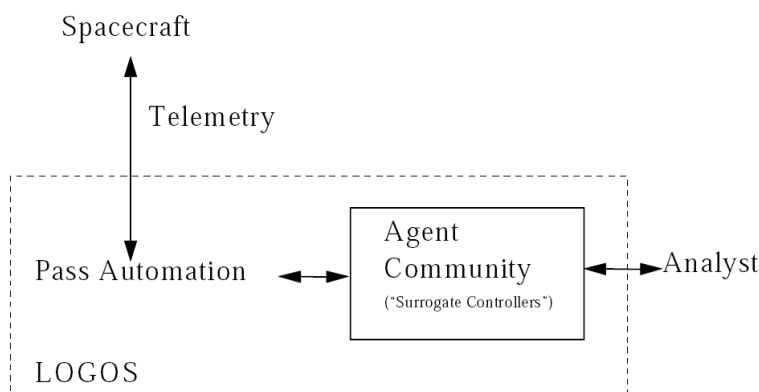 Spacecraft
Telemetry
Pass Automation
Agent
Community
("Surrogate Controllers")
Analyst
LOGOS